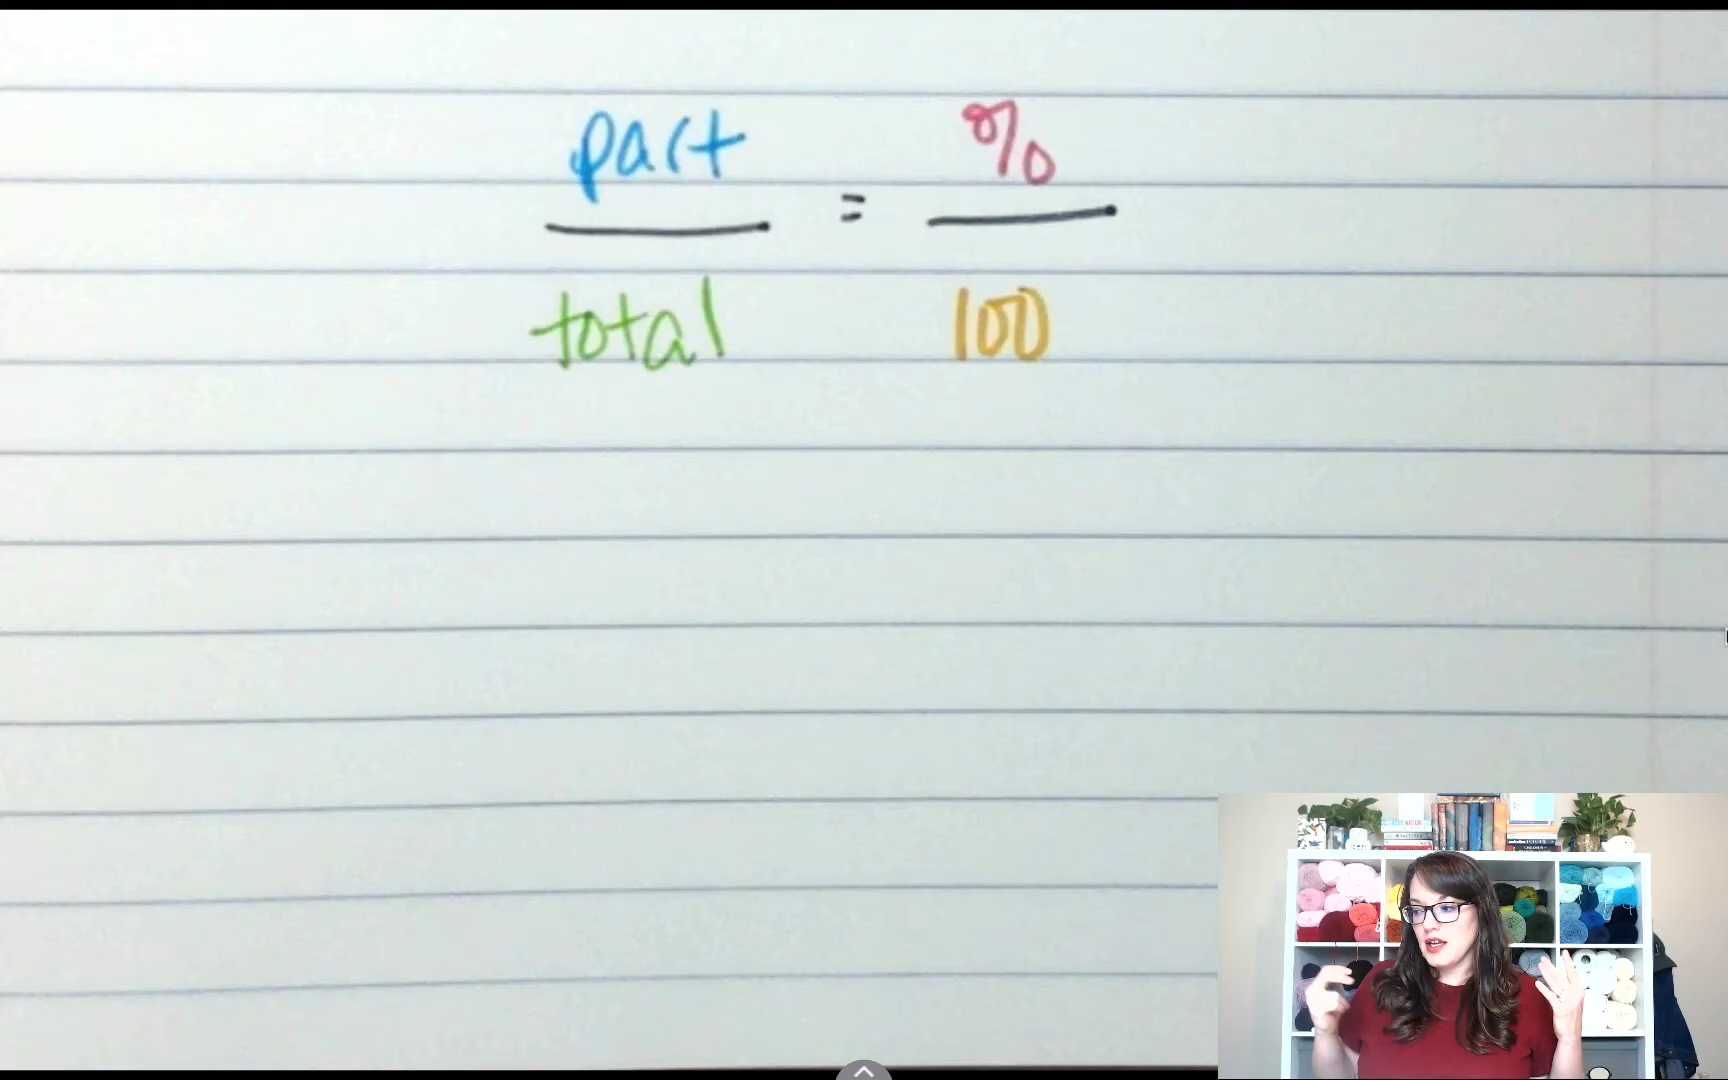 part = %
total 100